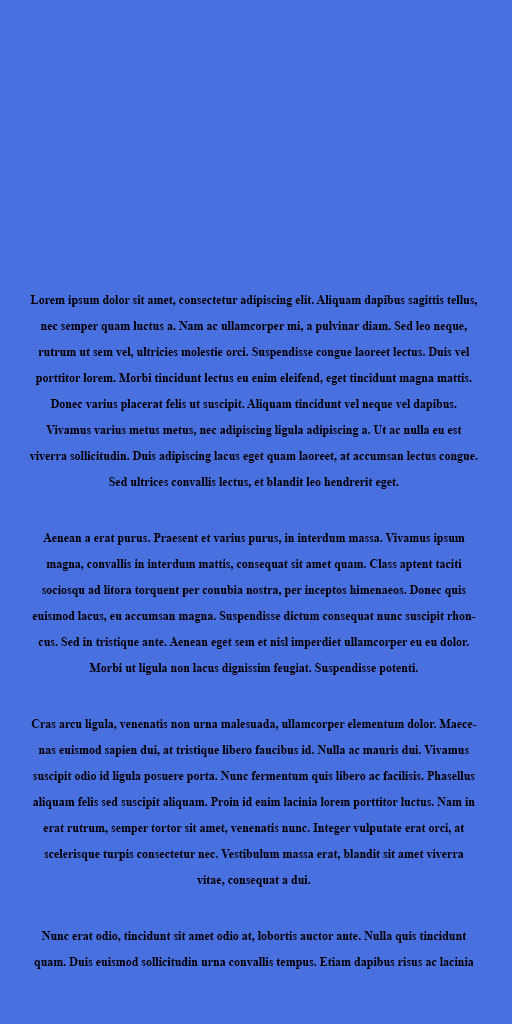 Lorem ipsum dolor sit amet, consectetur adipiscing elit. Aliquam dapibus sagittis tellus,
nec semper quam luctus a. Nam ac ullamcorper mi, a pulvinar diam. Sed leo neque,
rutrum ut sem vel, ultricies molestie orci. Suspendisse congue laoreet lectus. Duis vel
porttitor lorem. Morbi tincidunt lectus eu enim eleifend, eget tincidunt magna mattis.
Donec varius placerat felis ut suscipit. Aliquam tincidunt vel neque vel dapibus.
Vivamus varius metus metus, nec adipiscing ligula adipiscing a. Ut ac nulla eu est
viverra sollicitudin. Duis adipiscing lacus eget quam laoreet, at accumsan lectus congue.
Sed ultrices convallis lectus, et blandit leo hendrerit eget.
Aenean a erat purus. Praesent et varius purus, in interdum massa. Vivamus ipsum
magna, convallis in interdum mattis, consequat sit amet quam. Class aptent taciti
sociosqu ad litora torquent per conubia nostra, per inceptos himenaeos. Donec quis
euismod lacus, eu accumsan magna. Suspendisse dictum consequat nunc suscipit rhon-
cus. Sed in tristique ante. Aenean eget sem et nisl imperdiet ullamcorper eu eu dolor.
Morbi ut ligula non lacus dignissim feugiat. Suspendisse potenti.
Cras arcu ligula, venenatis non urna malesuada, ullamcorper elementum dolor. Maece-
nas euismod sapien dui, at tristique libero faucibus id. Nulla ac mauris dui. Vivamus
suscipit odio id ligula posuere porta. Nunc fermentum quis libero ac facilisis. Phasellus
aliquam felis sed suscipit aliquam. Proin id enim lacinia lorem porttitor luctus. Nam in
erat rutrum, semper tortor sit amet, venenatis nunc. Integer vulputate erat orci, at
scelerisque turpis consectetur nec. Vestibulum massa erat, blandit sit amet viverra
vitae, consequat a dui.
Nunc erat odio, tincidunt sit amet odio at, lobortis auctor ante. Nulla quis tincidunt
quam. Duis euismod sollicitudin urna convallis tempus. Etiam dapibus risus ac lacinia